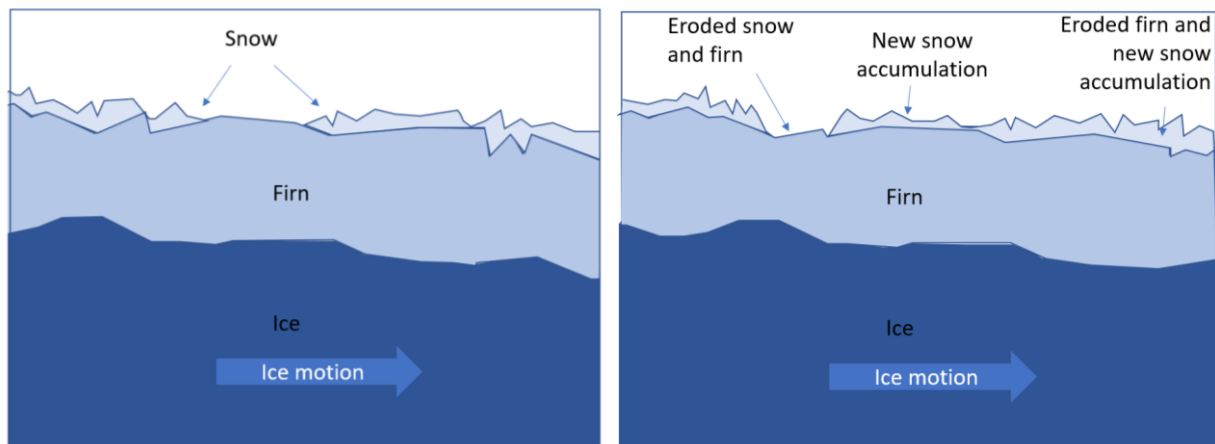 Snow
Firn
Ice
Ice motion
Eroded snow
and firn
New snow
accumulation
Eroded firn and
new snow
accumulation
Firn
Ice
Ice motion